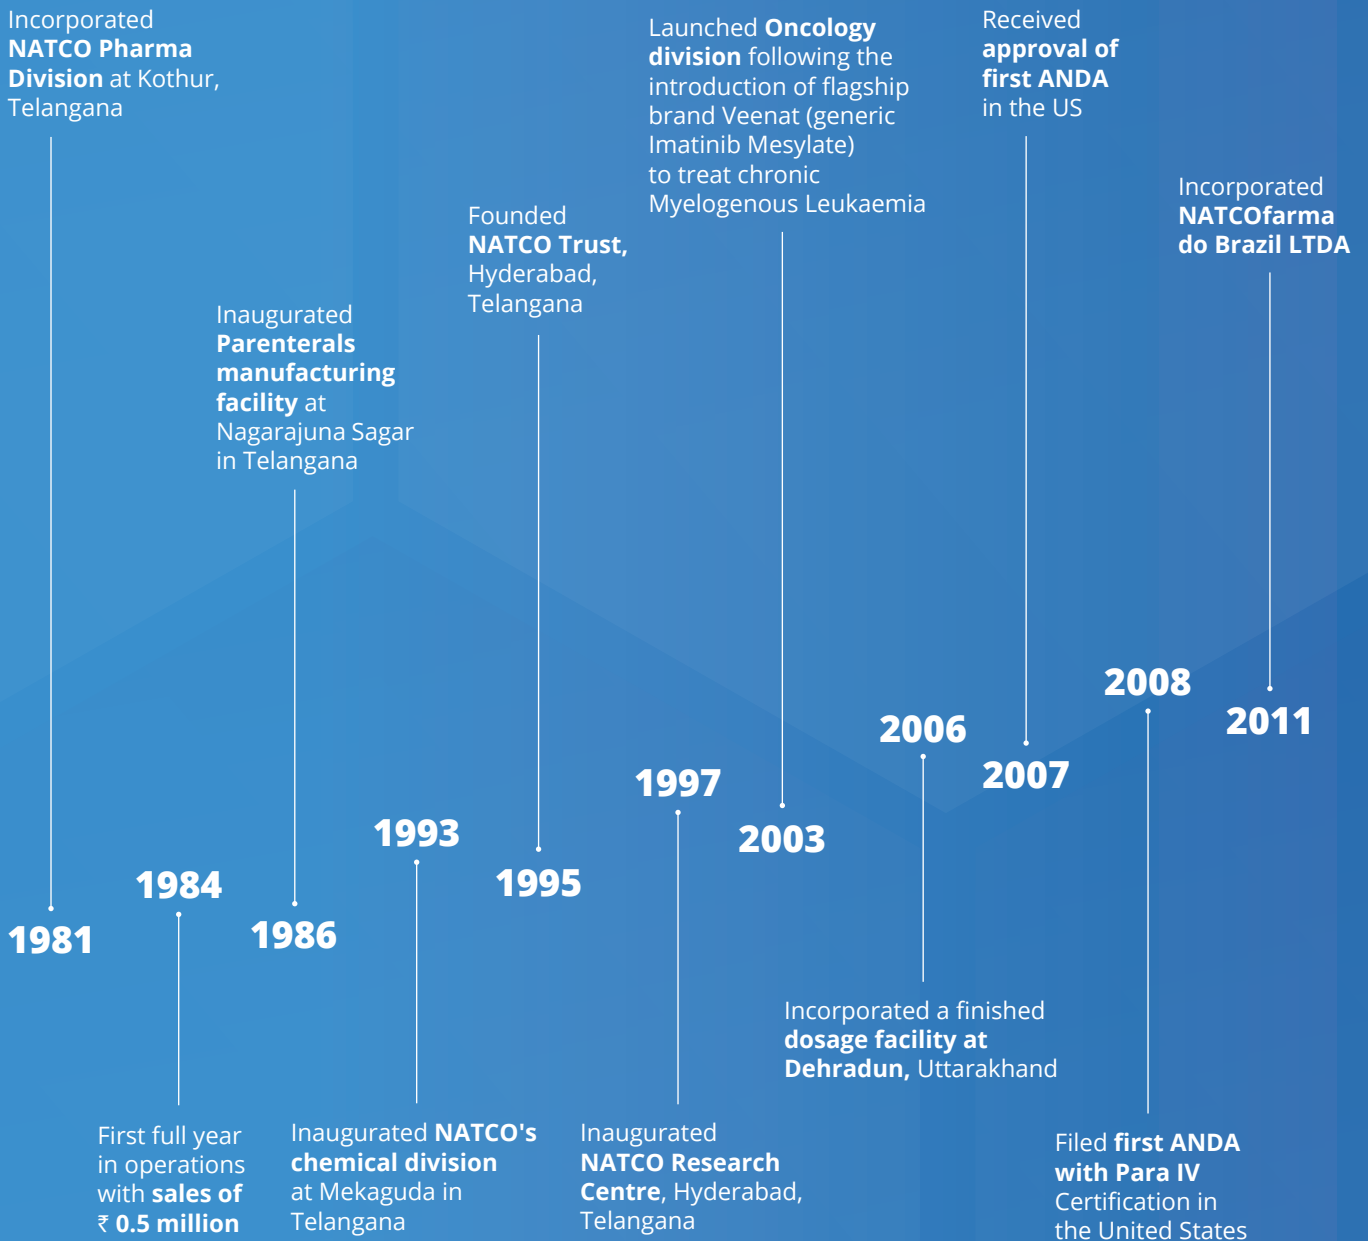 Incorporated
NATCO Pharma
Division at Kothur,
Telangana
1981
1984
First full year
in operations
with sales of
₹ 0.5 million
Inaugurated
Parenterals
manufacturing
facility at
Nagarajuna Sagar
in Telangana
1986
1993
Inaugurated NATCO's
chemical division
at Mekaguda in
Telangana
Founded
NATCO Trust,
Hyderabad,
Telangana
1995
1997
Inaugurated
NATCO Research
Centre, Hyderabad,
Telangana
Launched Oncology
division following the
introduction of flagship
brand Veenat (generic
Imatinib Mesylate)
to treat chronic
Myelogenous Leukaemia
2003
2006
Incorporated a finished
dosage facility at
Dehradun, Uttarakhand
Received
approval of
first ANDA
in the US
2007
2008
Filed first ANDA
with Para IV
Certification in
the United States
Incorporated
NATCOfarma
do Brazil LTDA
2011